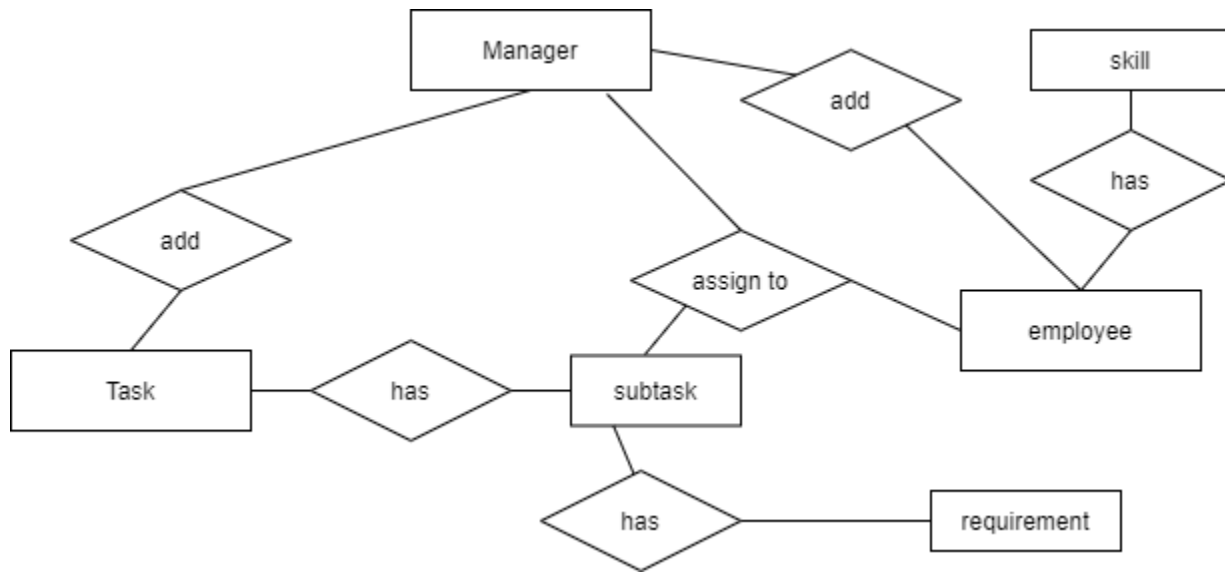 Manager
skill
add
has
add
assign to
employee
Task
has
subtask
has
requirement